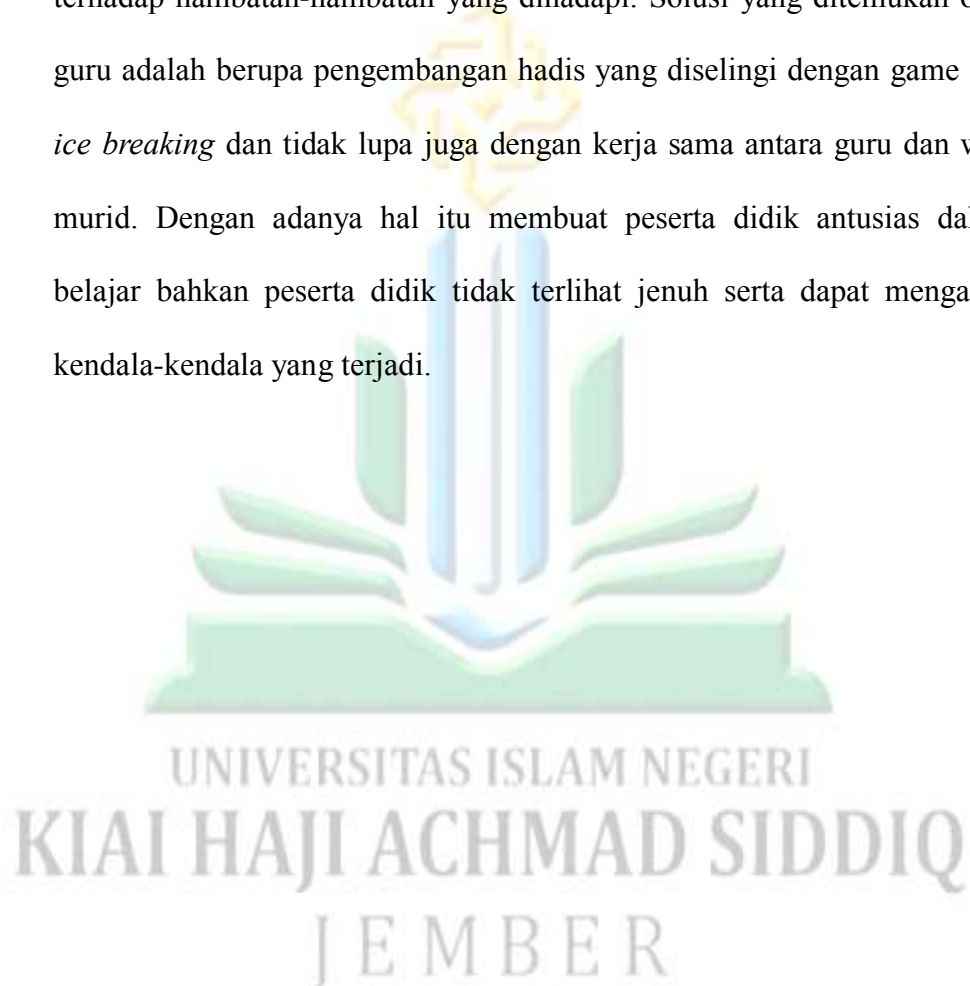 terhadap hambatan-hambatan yang dihadapi. Solusi yang ditemukan
guru adalah berupa pengembangan hadis yang diselingi dengan game
ice breaking dan tidak lupa juga dengan kerja sama antara guru dan
murid. Dengan adanya hal itu membuat peserta didik antusias
belajar bahkan peserta didik tidak terlihat jenuh serta dapat
kendala-kendala yang terjadi.
UNIVERSITAS ISLAM NEGERI
KIAI HAJI ACHMAD SIDDIQ
JEMBER